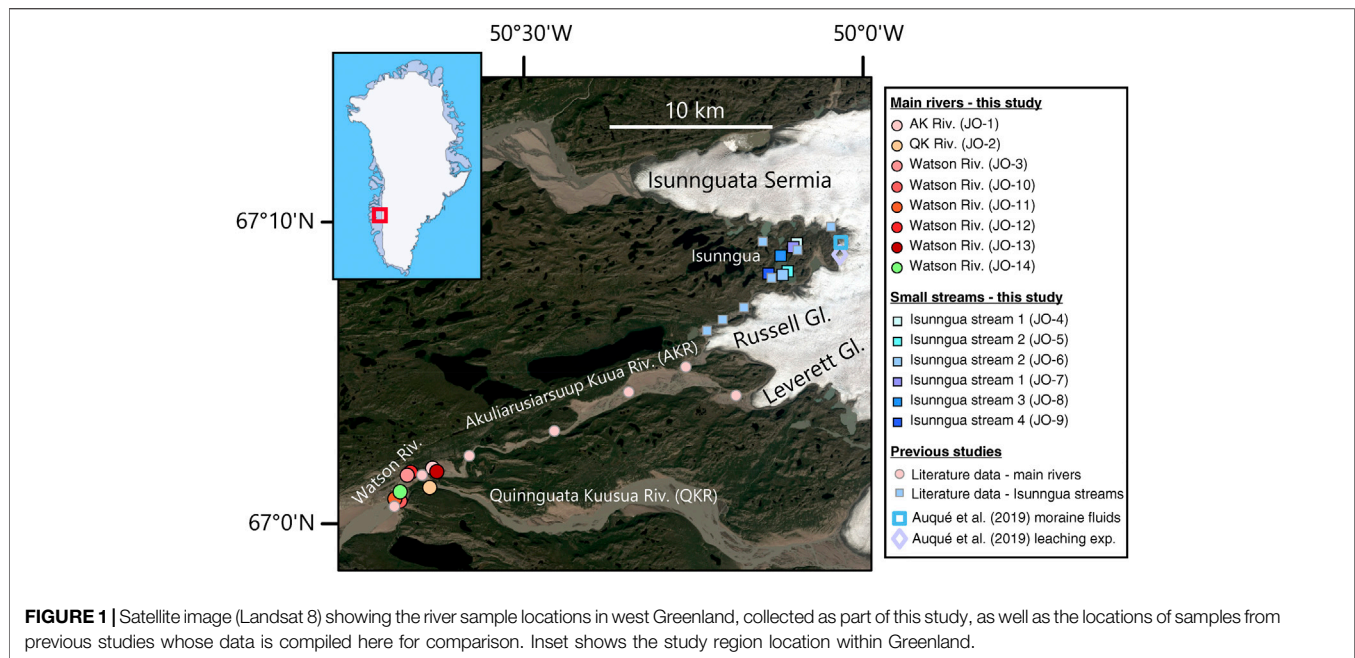 50°30'W
50°0'W
10 km
Isunnguata Sermia
67°10'N
Isunngua
Russell Gl.
Leverett Gl.
Akuliarusiarsuup Kuua Riv. (AKR)
Watson Riv.
Quinnguata Kuusua Riv. (QKR)
67°0'N
Main rivers - this study
AK Riv. (JO-1)
QK Riv. (JO-2)
Watson Riv. (JO-3)
Watson Riv. (JO-10)
Watson Riv. (JO-11)
Watson Riv. (JO-12)
Watson Riv. (JO-13)
Watson Riv. (JO-14)
Small streams - this study
Isunngua stream 1 (JO-4)
Isunngua stream 2 (JO-5)
Isunngua stream 2 (JO-6)
Isunngua stream 1 (JO-7)
Isunngua stream 3 (JO-8)
Isunngua stream 4 (JO-9)
Previous studies
Literature data - main rivers
Literature data - Isunngua streams
Auqué et al. (2019) moraine fluids
Auqué et al. (2019) leaching exp.
FIGURE 1 | Satellite image (Landsat 8) showing the river sample locations in west Greenland, collected as part of this study, as well as the locations of samples from
previous studies whose data is compiled here for comparison. Inset shows the study region location within Greenland.